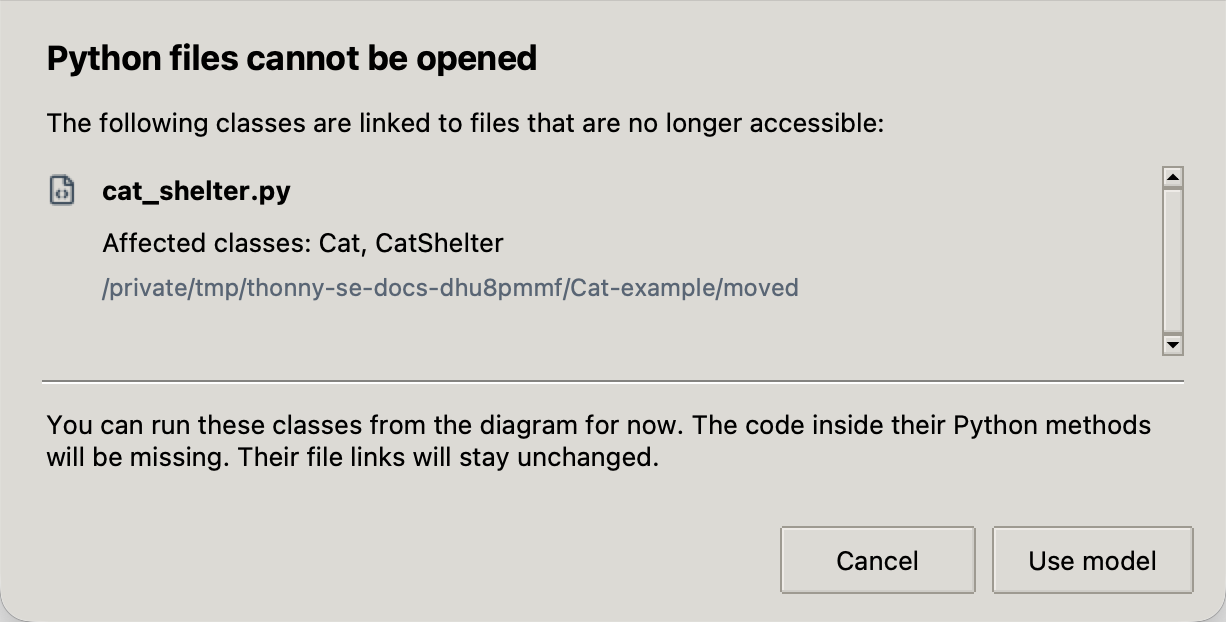 Python files cannot be opened
The following classes are linked to files that are no longer accessible:
cat_shelter.py
Affected classes: Cat, CatShelter
/private/tmp/thonny-se-docs-dhu8pmmf/Cat-example/moved
You can run these classes from the diagram for now. The code inside their Python methods
will be missing. Their file links will stay unchanged.
Cancel
Use model